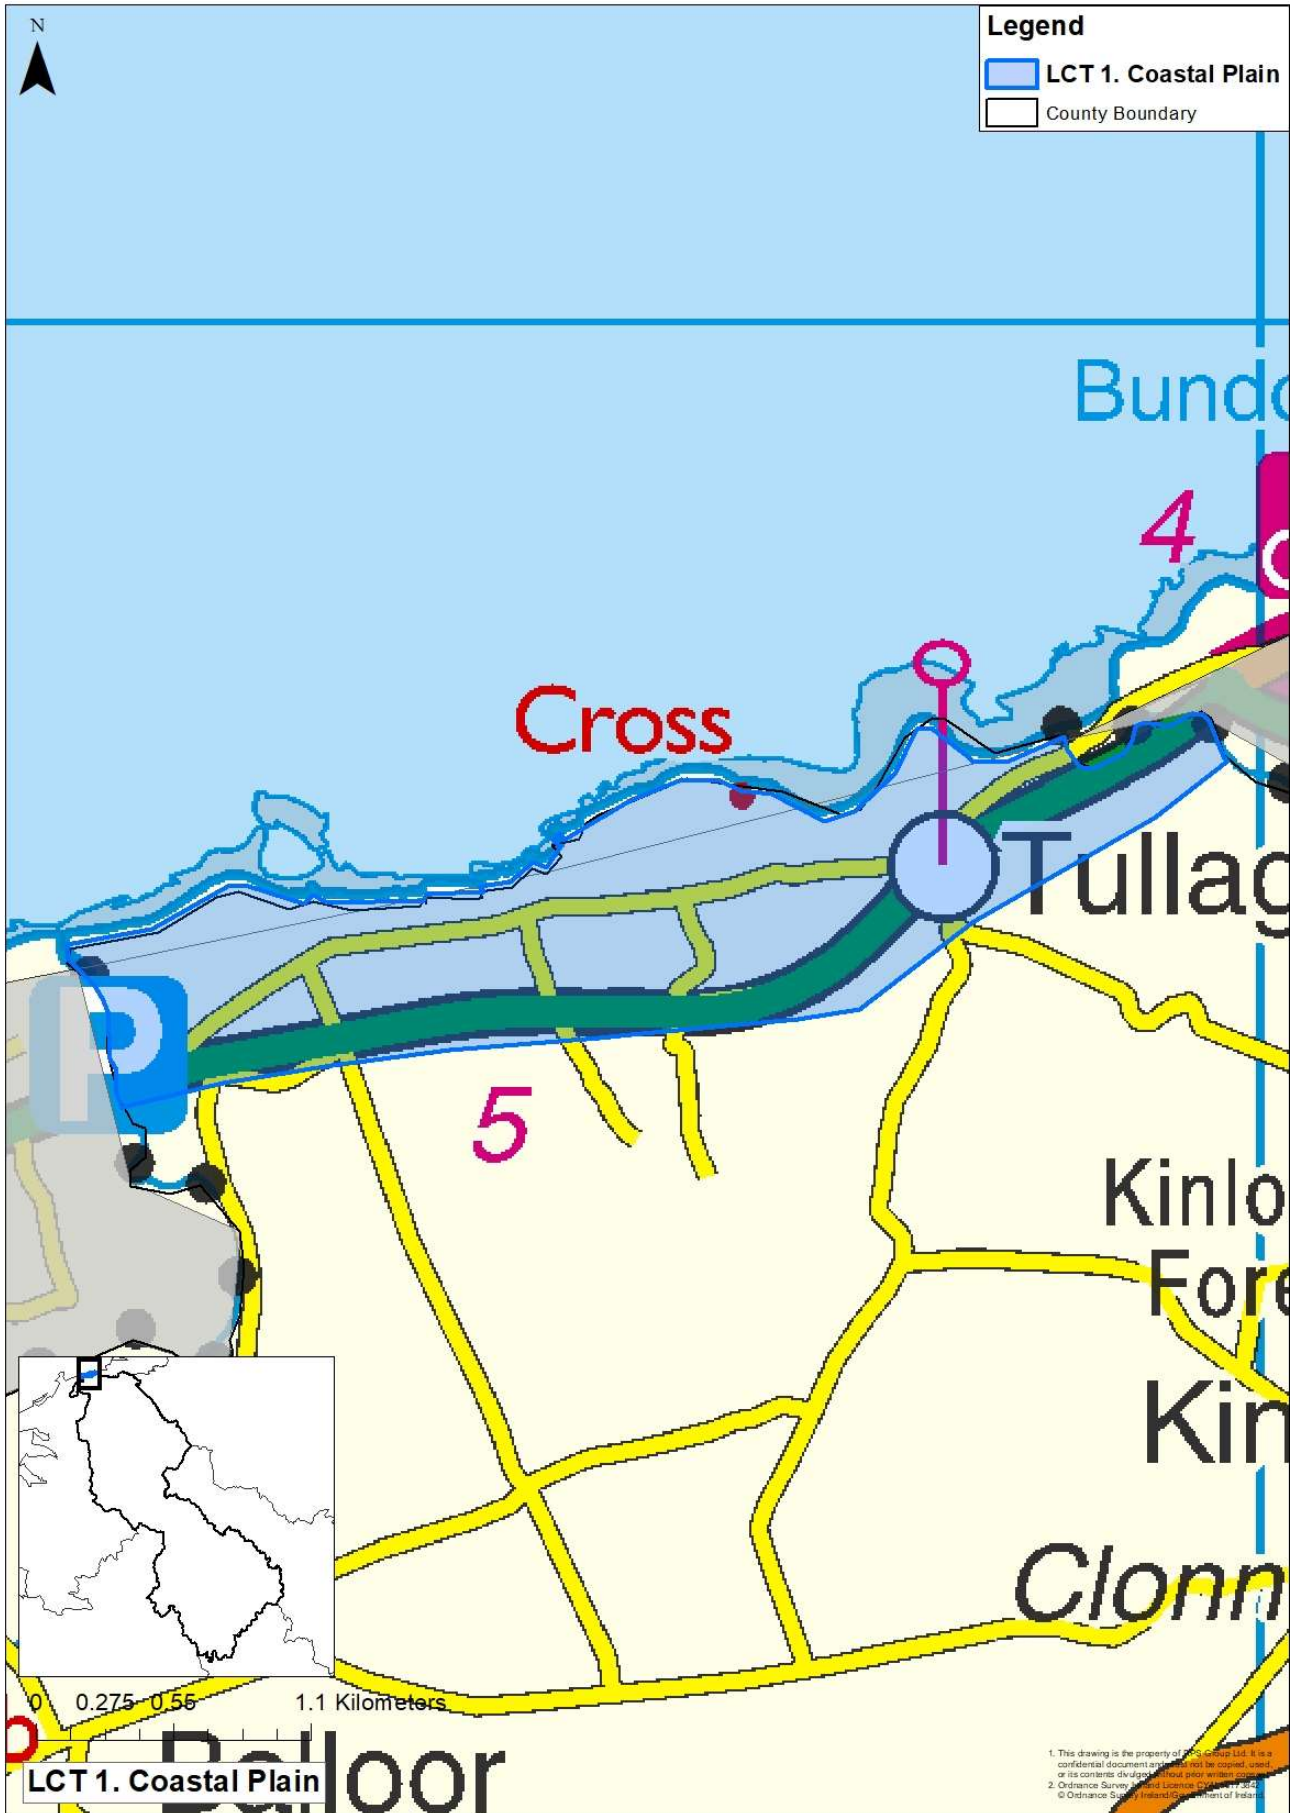 N
Legend
LCT 1. Coastal Plain
County Boundary
Bundo
4
Cross
Tullag
P
5
Kinlo
Fore
Kin
Clonn
0 0.275 0.55 1.1 Kilometers
Balloor
LCT 1. Coastal Plain
1. This drawing is the property of RPS Group Ltd. It is a
confidential document and must not be copied, used,
or its contents divulged without prior written consent.
2. Ordnance Survey Ireland Licence
© Ordnance Survey Ireland/Government of Ireland.